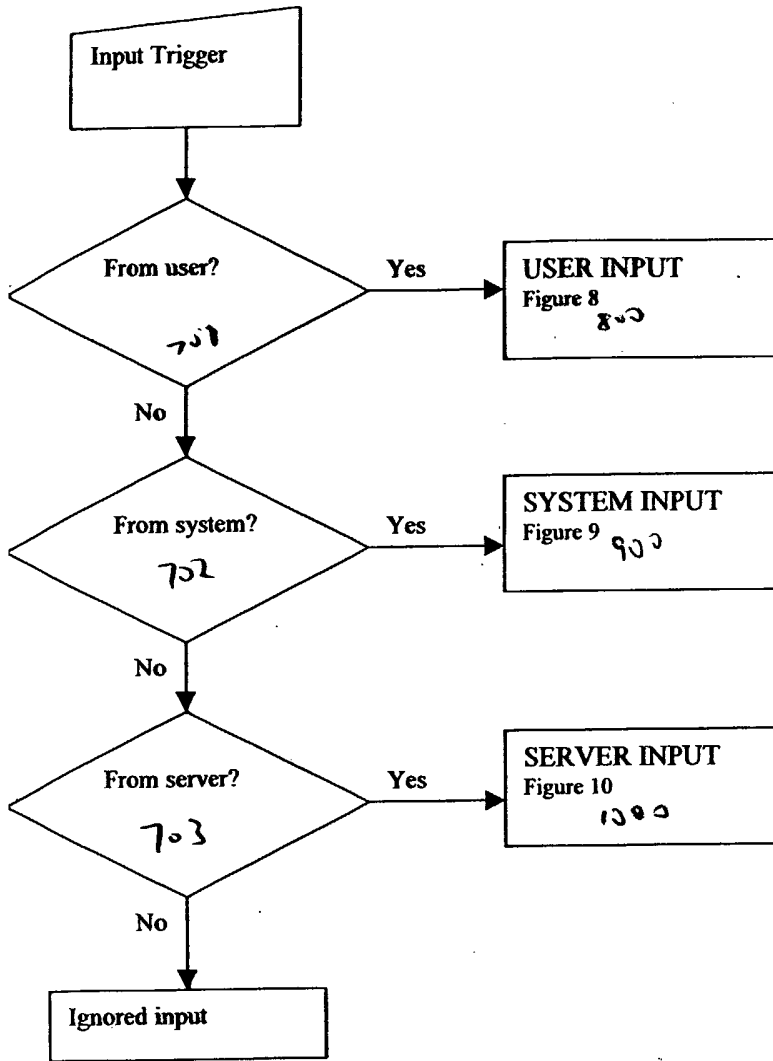 Input Trigger
From user?
701
Yes
USER INPUT
Figure 8
800
No
From system?
702
Yes
SYSTEM INPUT
Figure 9
900
No
From server?
703
Yes
SERVER INPUT
Figure 10
1000
No
Ignored input